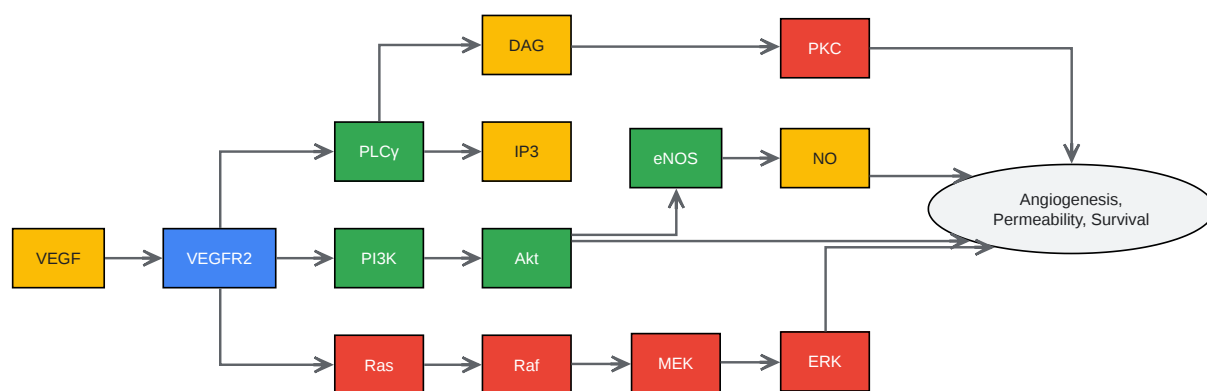 DAG
PKC
PLCγ
IP3
eNOS
NO
Angiogenesis,
Permeability, Survival
VEGF
VEGFR2
PI3K
Akt
Ras
Raf
MEK
ERK